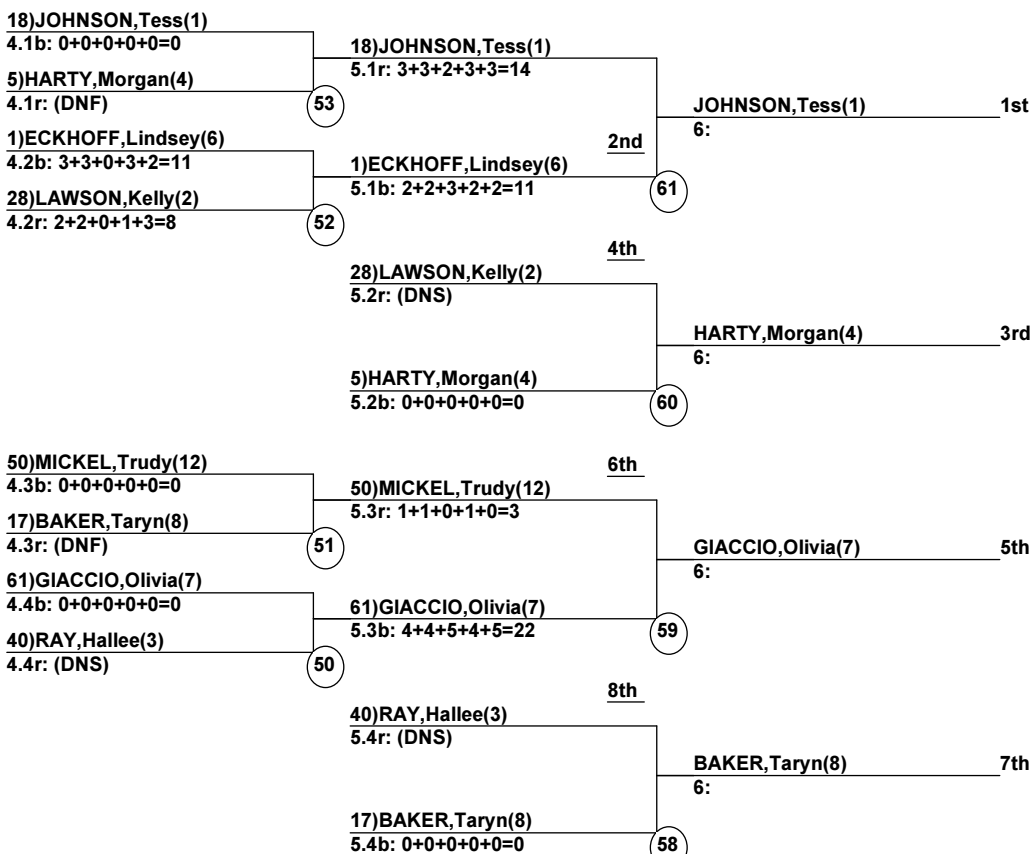 18)JOHNSON,Tess(1)
4.1b: 0+0+0+0+0=0
5)HARTY,Morgan(4)
4.1r: (DNF)
53
1)ECKHOFF,Lindsey(6)
4.2b: 3+3+0+3+2=11
28)LAWSON,Kelly(2)
4.2r: 2+2+0+1+3=8
52
18)JOHNSON,Tess(1)
5.1r: 3+3+2+3+3=14
2nd
1)ECKHOFF,Lindsey(6)
5.1b: 2+2+3+2+2=11
61
JOHNSON,Tess(1) 1st
6:
4th
28)LAWSON,Kelly(2)
5.2r: (DNS)
5)HARTY,Morgan(4)
5.2b: 0+0+0+0+0=0
60
HARTY,Morgan(4) 3rd
6:
50)MICKEL,Trudy(12)
4.3b: 0+0+0+0+0=0
17)BAKER,Taryn(8)
4.3r: (DNF)
51
61)GIACCIO,Olivia(7)
4.4b: 0+0+0+0+0=0
40)RAY,Hallee(3)
4.4r: (DNS)
50
6th
50)MICKEL,Trudy(12)
5.3r: 1+1+0+1+0=3
61)GIACCIO,Olivia(7)
5.3b: 4+4+5+4+5=22
59
GIACCIO,Olivia(7) 5th
6:
8th
40)RAY,Hallee(3)
5.4r: (DNS)
17)BAKER,Taryn(8)
5.4b: 0+0+0+0+0=0
58
BAKER,Taryn(8) 7th
6: